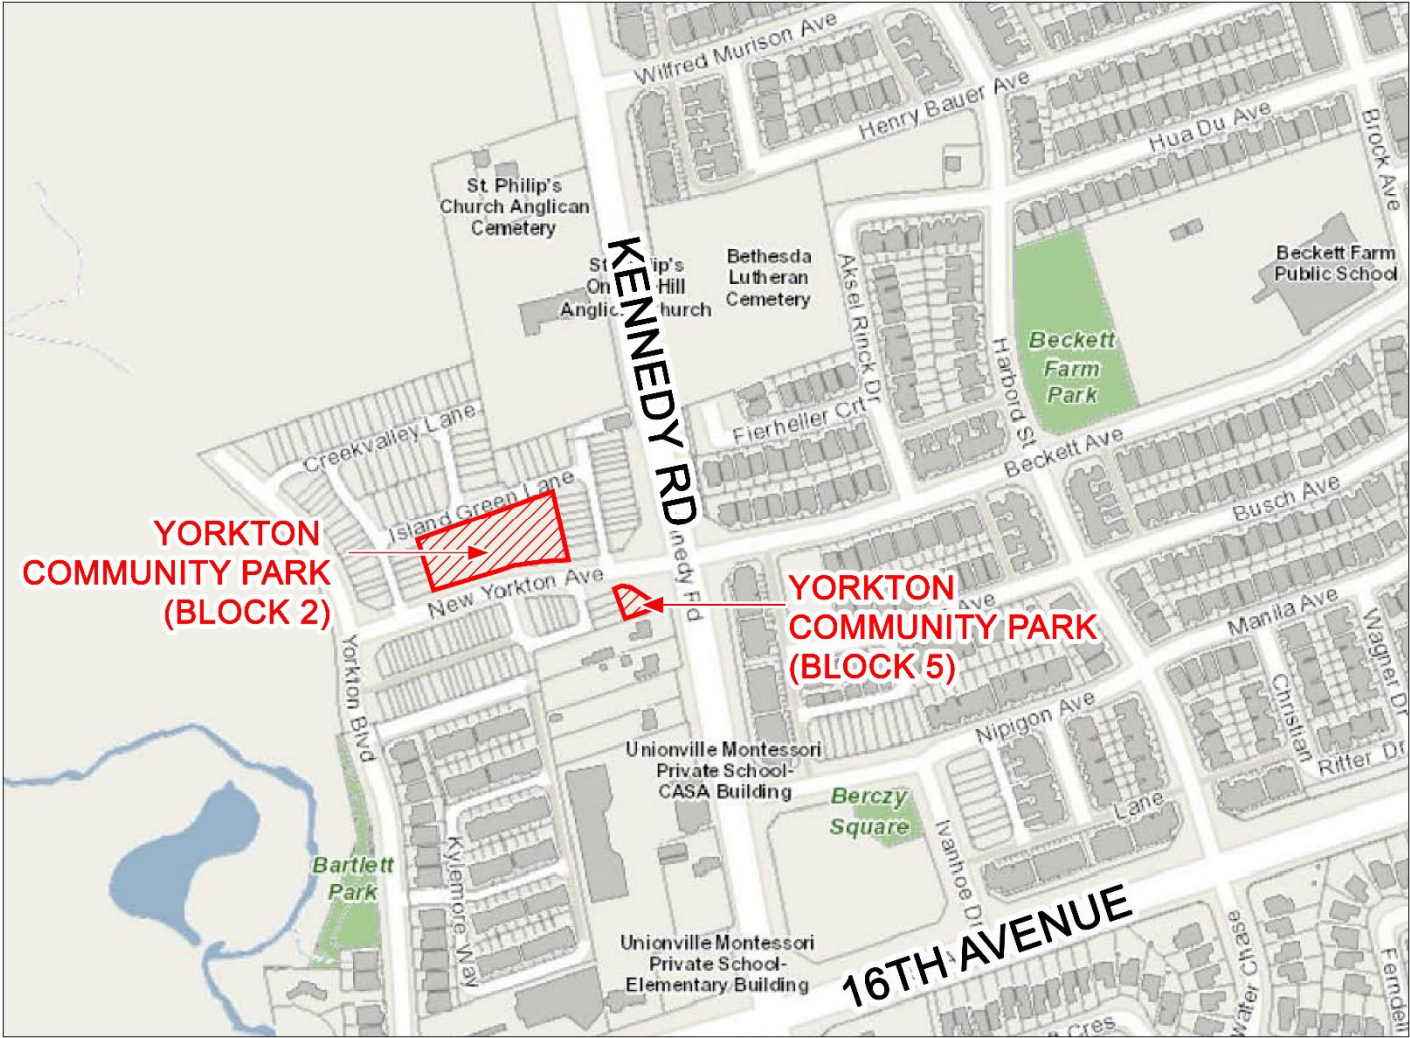 Wilfred Murison Ave
Henry Bauer Ave
Hua Du Ave
Brock Ave
St. Philip's
Church Anglican
Cemetery
KENNEDY RD
Bethesda
Lutheran
Cemetery
Aksel Rinck Dr
Beckett Farm
Public School
Beckett
Farm
Park
Harbord St
Fierheller Crt
Beckett Ave
Creekvalley Lane
Island Green Lane
Busch Ave
YORKTON
COMMUNITY PARK
(BLOCK 2)
New Yorkton Ave
YORKTON
COMMUNITY PARK
(BLOCK 5)
Ave
Manila Ave
Wagner Dr
Christian
Ritter Dr
Yorkton Blvd
Nipigon Ave
Unionville Montessori
Private School-
CASA Building
Berczy
Square
Lane
Ivanhoe Dr
Bartlett
Park
Kylemore Way
Unionville Montessori
Private School-
Elementary Building
16TH AVENUE
Rd
Cres